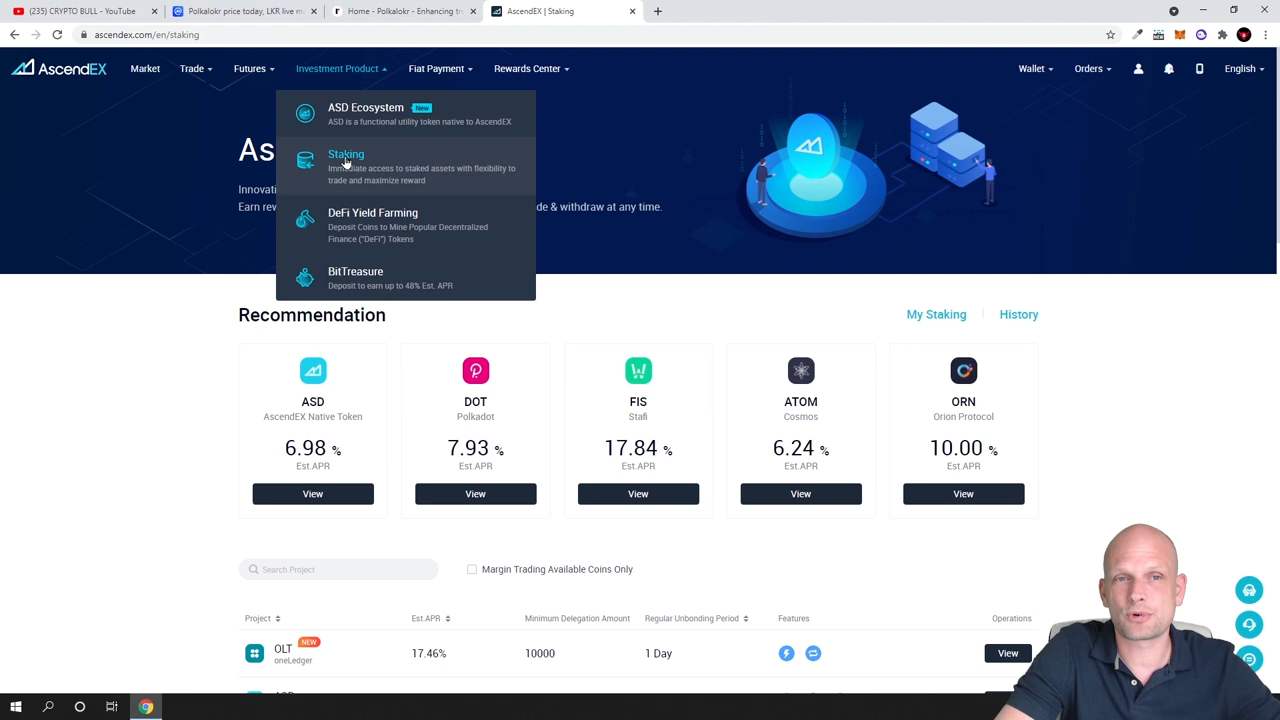 (235) CRYPTO BULL - YouTube
Polkalokr price today, LKR live m
Home - Polkalokr - Enhancing tr
AscendEX | Staking
ascendex.com/en/staking
AscendEX
Market
Trade
Futures
Investment Product
Fiat Payment
Rewards Center
Wallet
Orders
English
ASD Ecosystem New
ASD is a functional utility token native to AscendEX
Staking
Immediate access to staked assets with flexibility to
trade and maximize reward
DeFi Yield Farming
Deposit Coins to Mine Popular Decentralized
Finance ("DeFi") Tokens
BitTreasure
Deposit to earn up to 48% Est. APR
As
Innovati
Earn rew
de & withdraw at any time.
Recommendation
My Staking
History
ASD
AscendEX Native Token
6.98 %
Est.APR
View
DOT
Polkadot
7.93 %
Est.APR
View
FIS
Stafi
17.84 %
Est.APR
View
ATOM
Cosmos
6.24 %
Est.APR
View
ORN
Orion Protocol
10.00 %
Est.APR
View
Search Project
Margin Trading Available Coins Only
Project
Est.APR
Minimum Delegation Amount
Regular Unbonding Period
Features
Operations
OLT NEW
oneLedger
17.46%
10000
1 Day
View